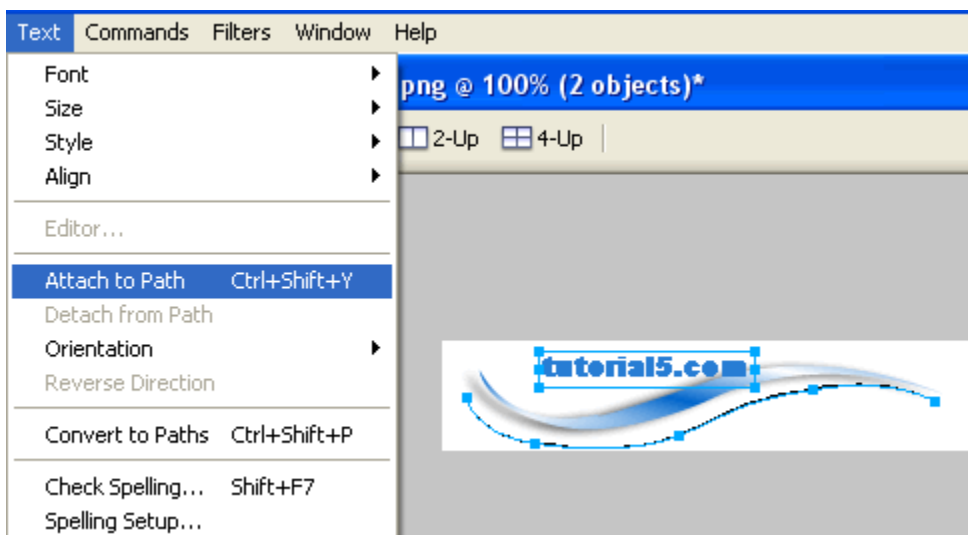 Text Commands Filters Window Help
Font
Size
Style
Align
Editor...
Attach to Path Ctrl+Shift+Y
Detach from Path
Orientation
Reverse Direction
Convert to Paths Ctrl+Shift+P
Check Spelling... Shift+F7
Spelling Setup...
png @ 100% (2 objects)*
2-Up 4-Up
tutorial5.com